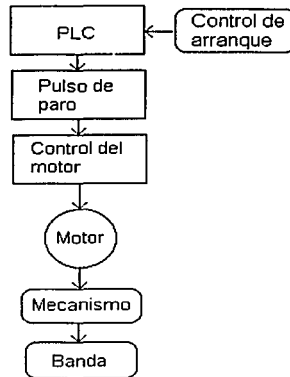 PLC
Control de
arranque
Pulso de
paro
Control del
motor
Motor
Mecanismo
Banda